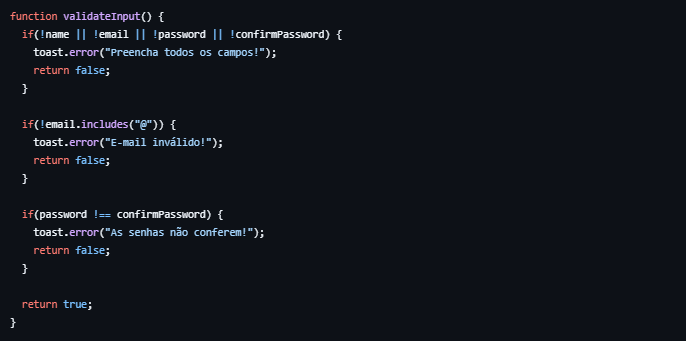 function validateInput() {
  if(!name || !email || !password || !confirmPassword) {
    toast.error("Preencha todos os campos!");
    return false;
  }

  if(!email.includes("@")) {
    toast.error("E-mail inválido!");
    return false;
  }

  if(password !== confirmPassword) {
    toast.error("As senhas não conferem!");
    return false;
  }

  return true;
}